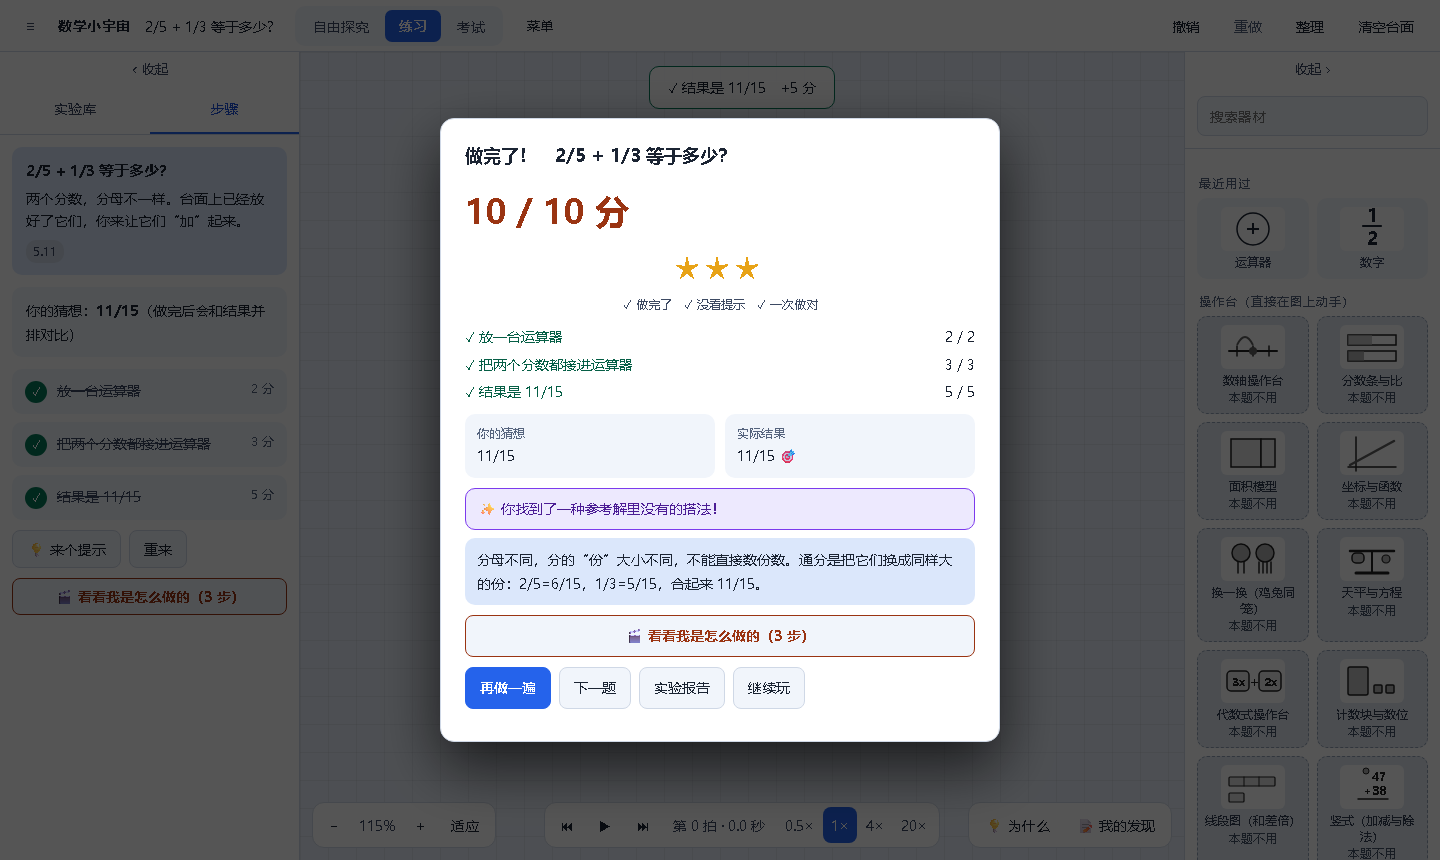 ≡ 数学小宇宙 2/5 + 1/3 等于多少? 自由探究 练习 考试 菜单 撤销 重做 整理 清空台面
‹ 收起
实验库 步骤
2/5 + 1/3 等于多少?
两个分数，分母不一样。台面上已经放
好了它们，你来让它们“加”起来。
5.11
你的猜想：11/15（做完后会和结果并
排对比）
✓ 放一台运算器 2 分
✓ 把两个分数都接进运算器 3 分
✓ 结果是 11/15 5 分
来个提示 重来
看看我是怎么做的（3 步）
✓ 结果是 11/15 +5 分
做完了! 2/5 + 1/3 等于多少?
10 / 10 分
✓ 做完了 ✓ 没看提示 ✓ 一次做对
✓ 放一台运算器 2 / 2
✓ 把两个分数都接进运算器 3 / 3
✓ 结果是 11/15 5 / 5
你的猜想
11/15
实际结果
11/15
你找到了一种参考解里没有的搭法!
分母不同，分的“份”大小不同，不能直接数份数。通分是把它们换成同样大
的份：2/5=6/15，1/3=5/15，合起来 11/15。
看看我是怎么做的（3 步）
再做一遍 下一题 实验报告 继续玩
− 115% + 适应
第 0 拍 · 0.0 秒 0.5× 1× 4× 20×
为什么 我的发现
收起 ›
搜索器材
最近用过
运算器
1
2
数字
操作台（直接在图上动手）
数轴操作台
本题不用
分数条与比
本题不用
面积模型
本题不用
坐标与函数
本题不用
换一换（鸡兔同
笼）
本题不用
天平与方程
本题不用
3x+2x
代数式操作台
本题不用
计数块与数位
本题不用
线段图（和差倍）
本题不用
47
+38
竖式（加减与除
法）
本题不用